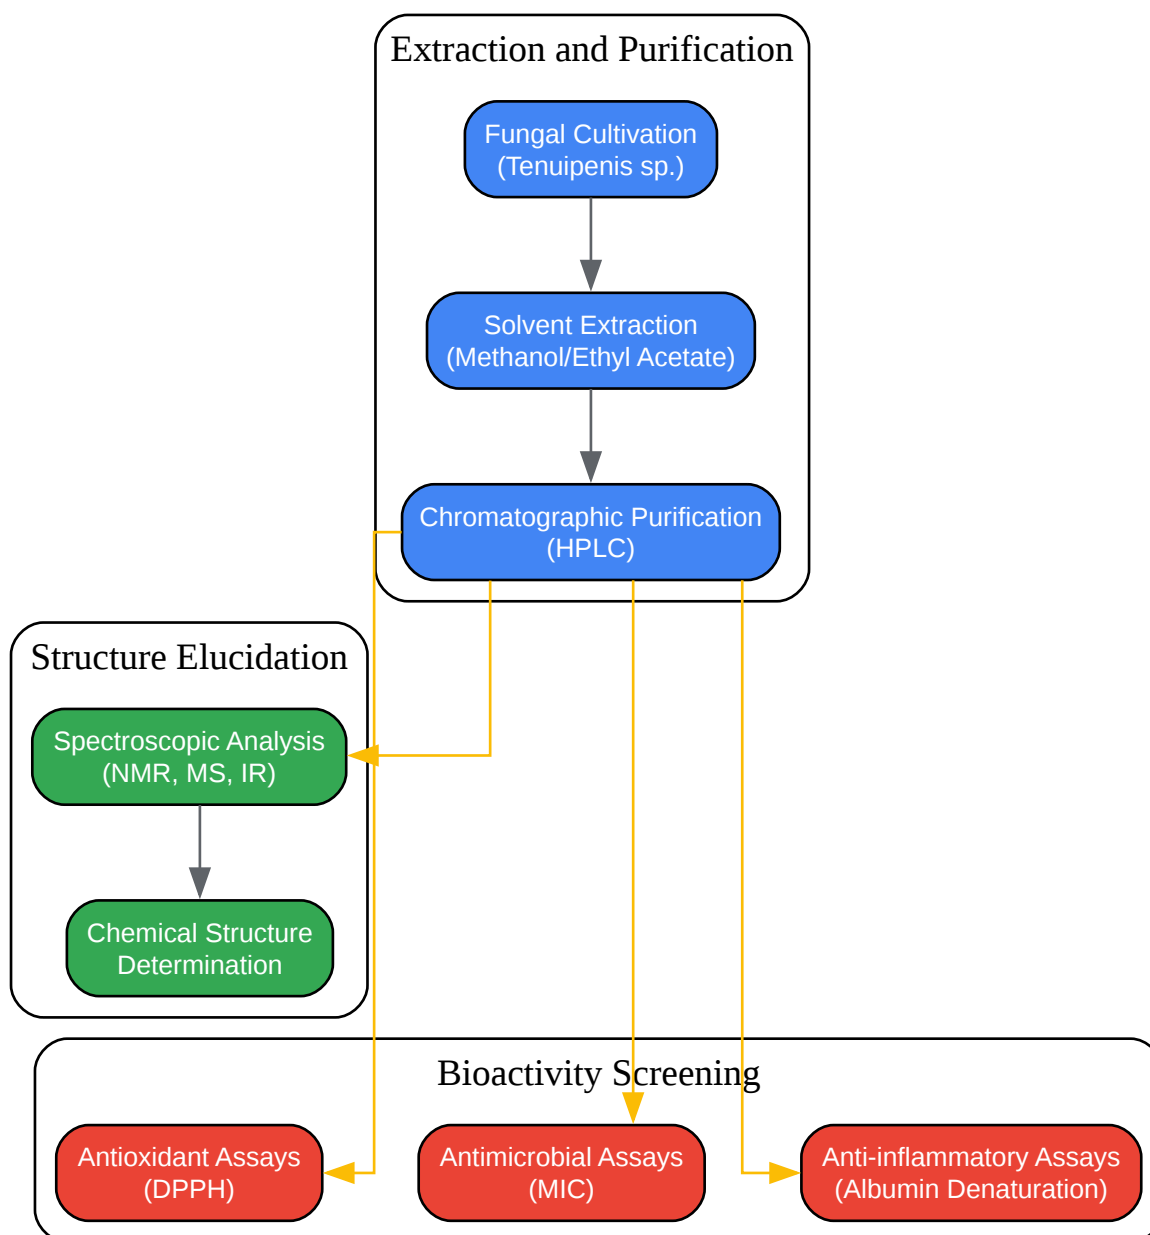 Extraction and Purification
Fungal Cultivation
(Tenuipenis sp.)
Solvent Extraction
(Methanol/Ethyl Acetate)
Chromatographic Purification
(HPLC)
Structure Elucidation
Spectroscopic Analysis
(NMR, MS, IR)
Chemical Structure
Determination
Bioactivity Screening
Antioxidant Assays
(DPPH)
Antimicrobial Assays
(MIC)
Anti-inflammatory Assays
(Albumin Denaturation)